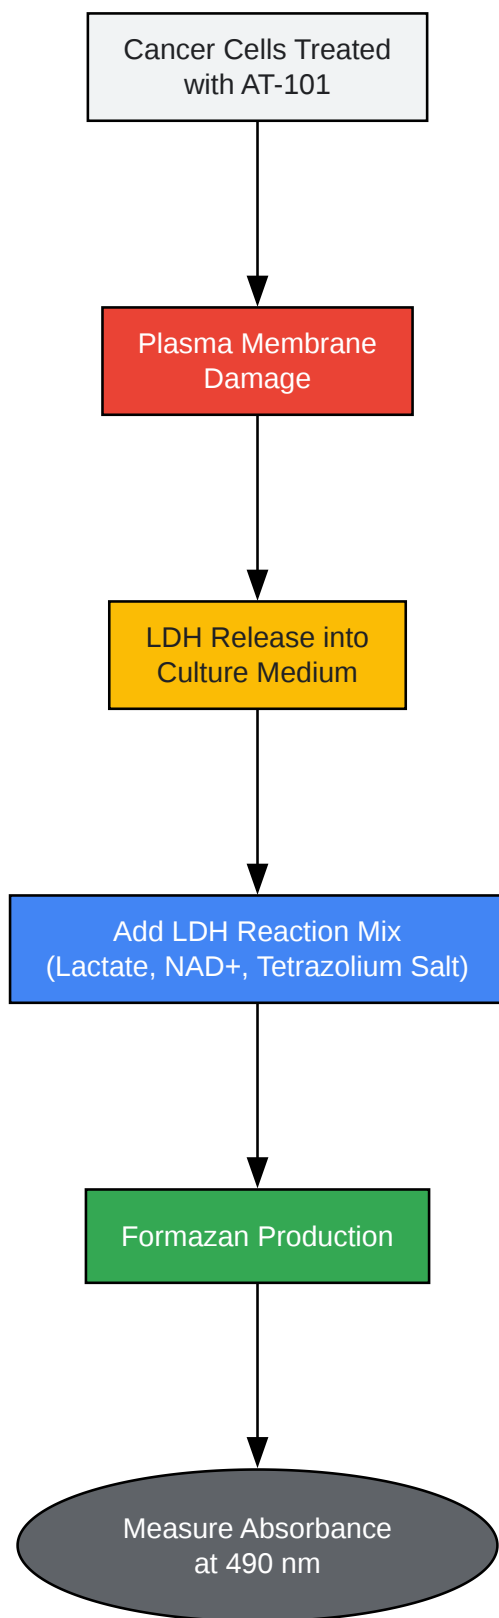 Cancer Cells Treated
with AT-101
Plasma Membrane
Damage
LDH Release into
Culture Medium
Add LDH Reaction Mix
(Lactate, NAD+, Tetrazolium Salt)
Formazan Production
Measure Absorbance
at 490 nm